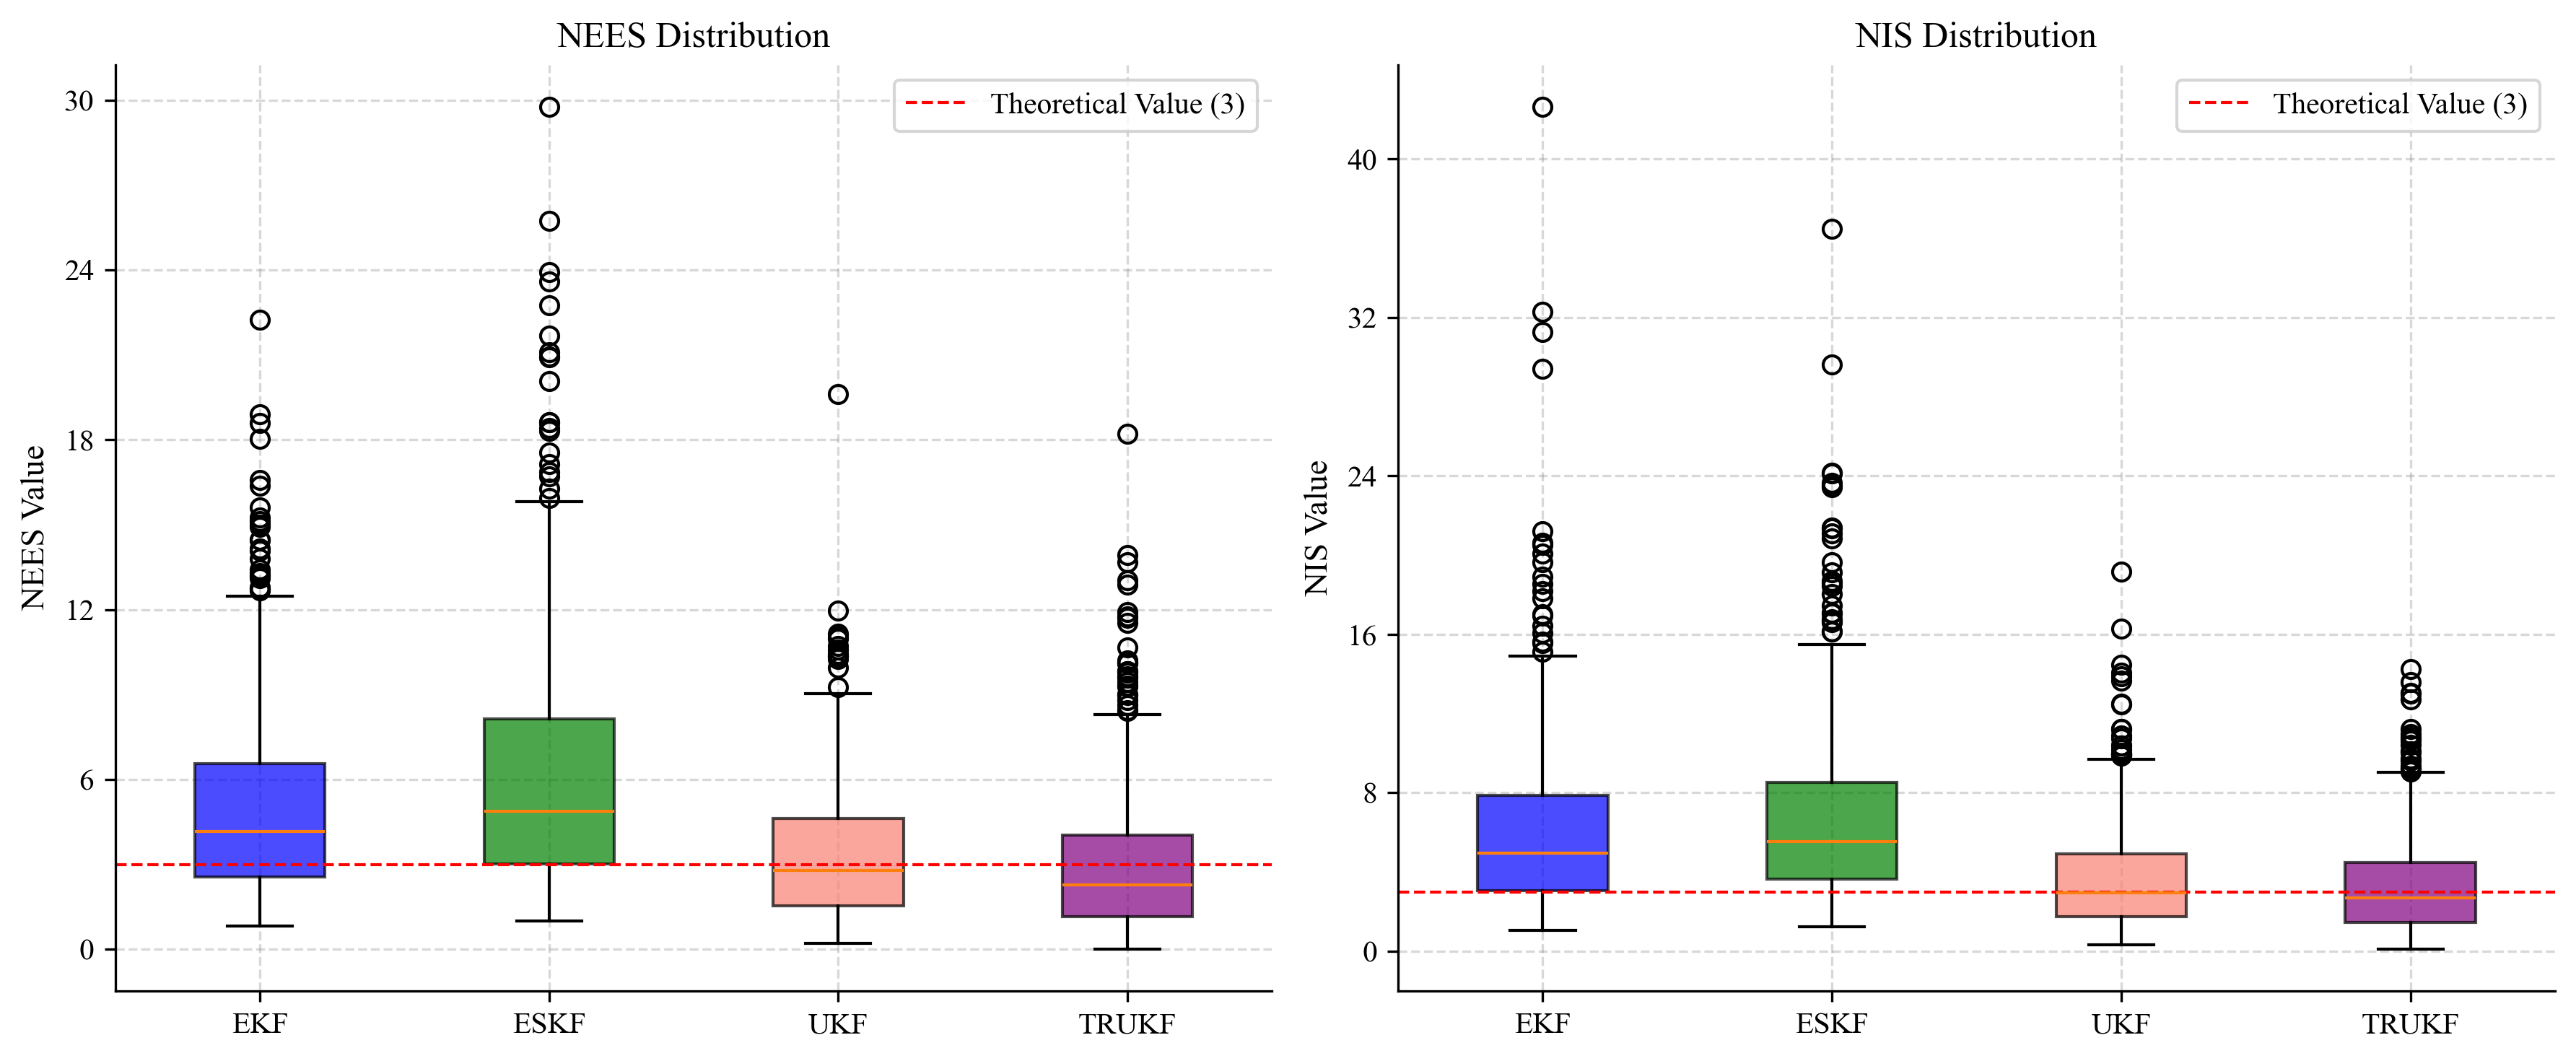 NEES Distribution
Theoretical Value (3)
NEES Value
30
24
18
12
6
0
EKF ESKF UKF TRUKF
NIS Distribution
Theoretical Value (3)
NIS Value
40
32
24
16
8
0
EKF ESKF UKF TRUKF